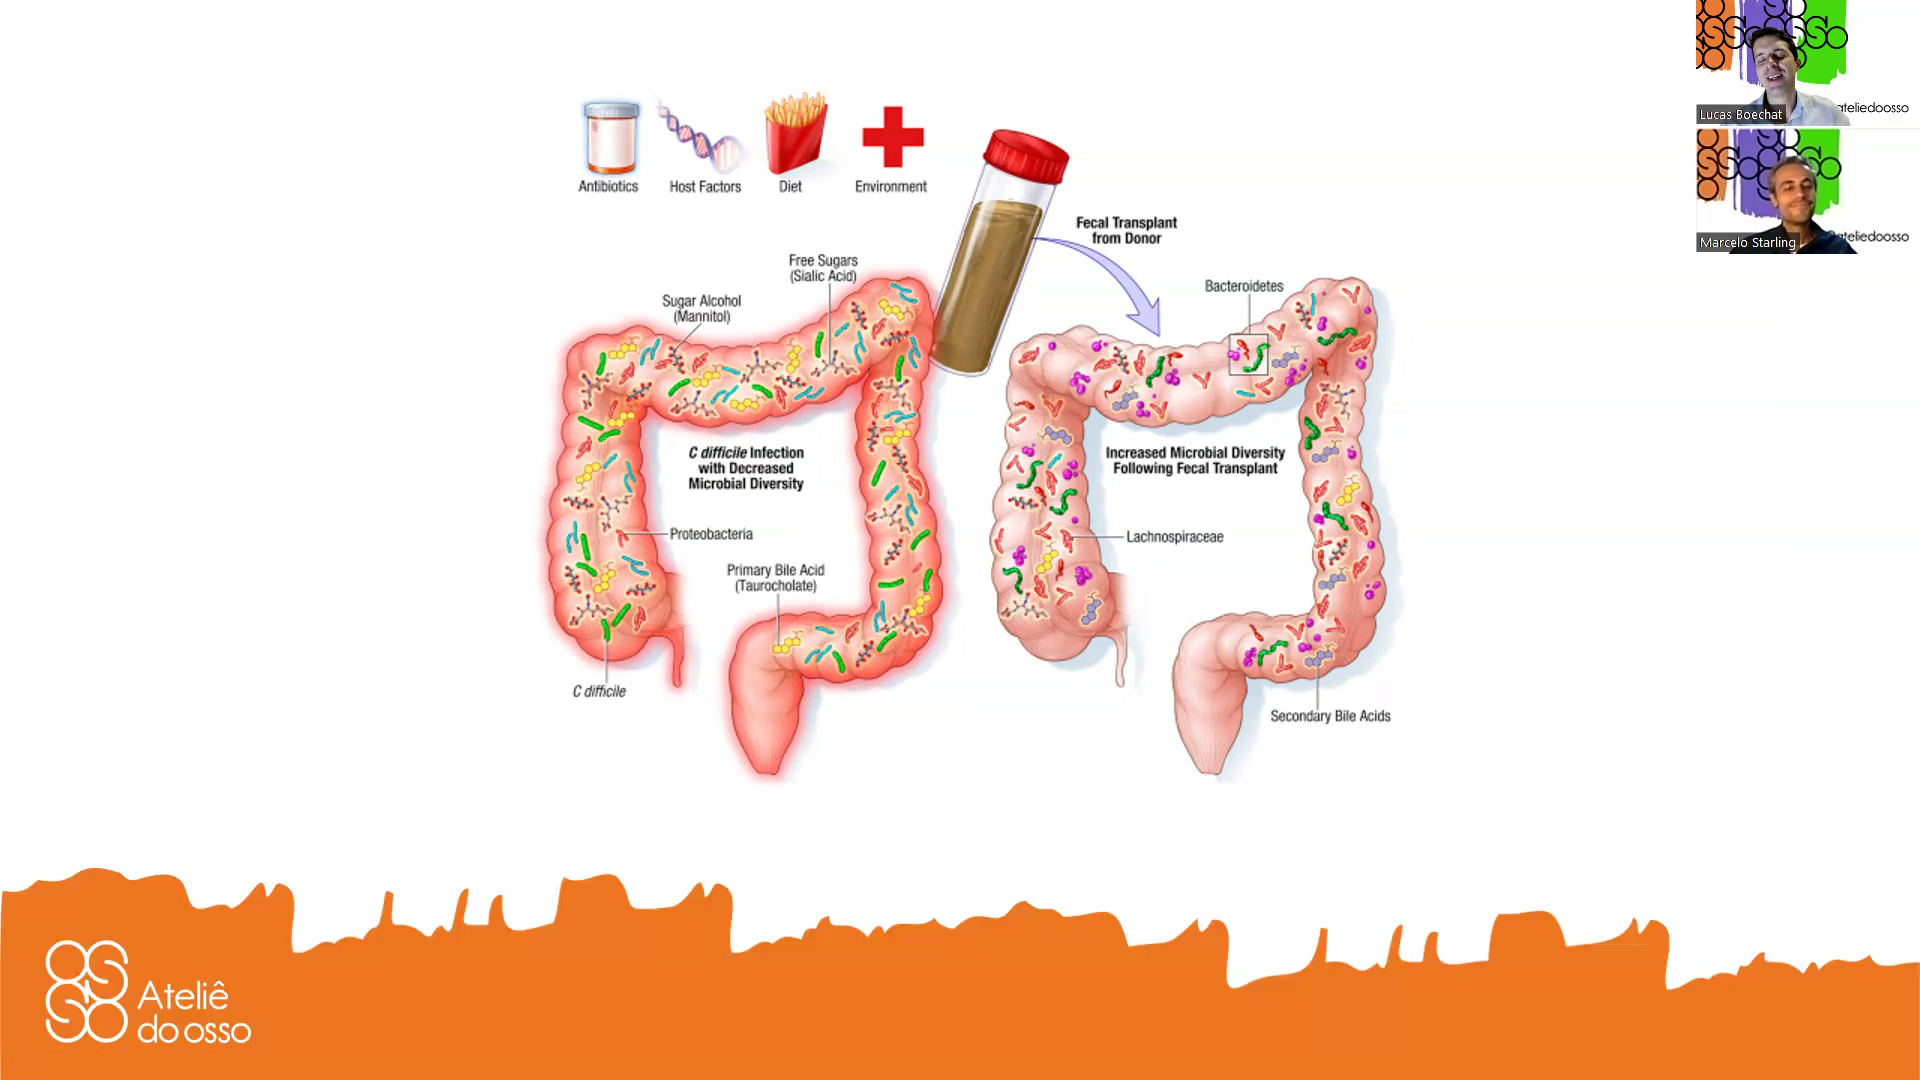 Antibiotics
Host Factors
Diet
Environment
Fecal Transplant
from Donor
Free Sugars
(Sialic Acid)
Sugar Alcohol
(Mannitol)
Bacteroidetes
C difficile Infection
with Decreased
Microbial Diversity
Increased Microbial Diversity
Following Fecal Transplant
Proteobacteria
Lachnospiraceae
Primary Bile Acid
(Taurocholate)
C difficile
Secondary Bile Acids
Lucas Boechat
ateliedoosso
Marcelo Starling
ateliedoosso
OSSO
Ateliê
do osso